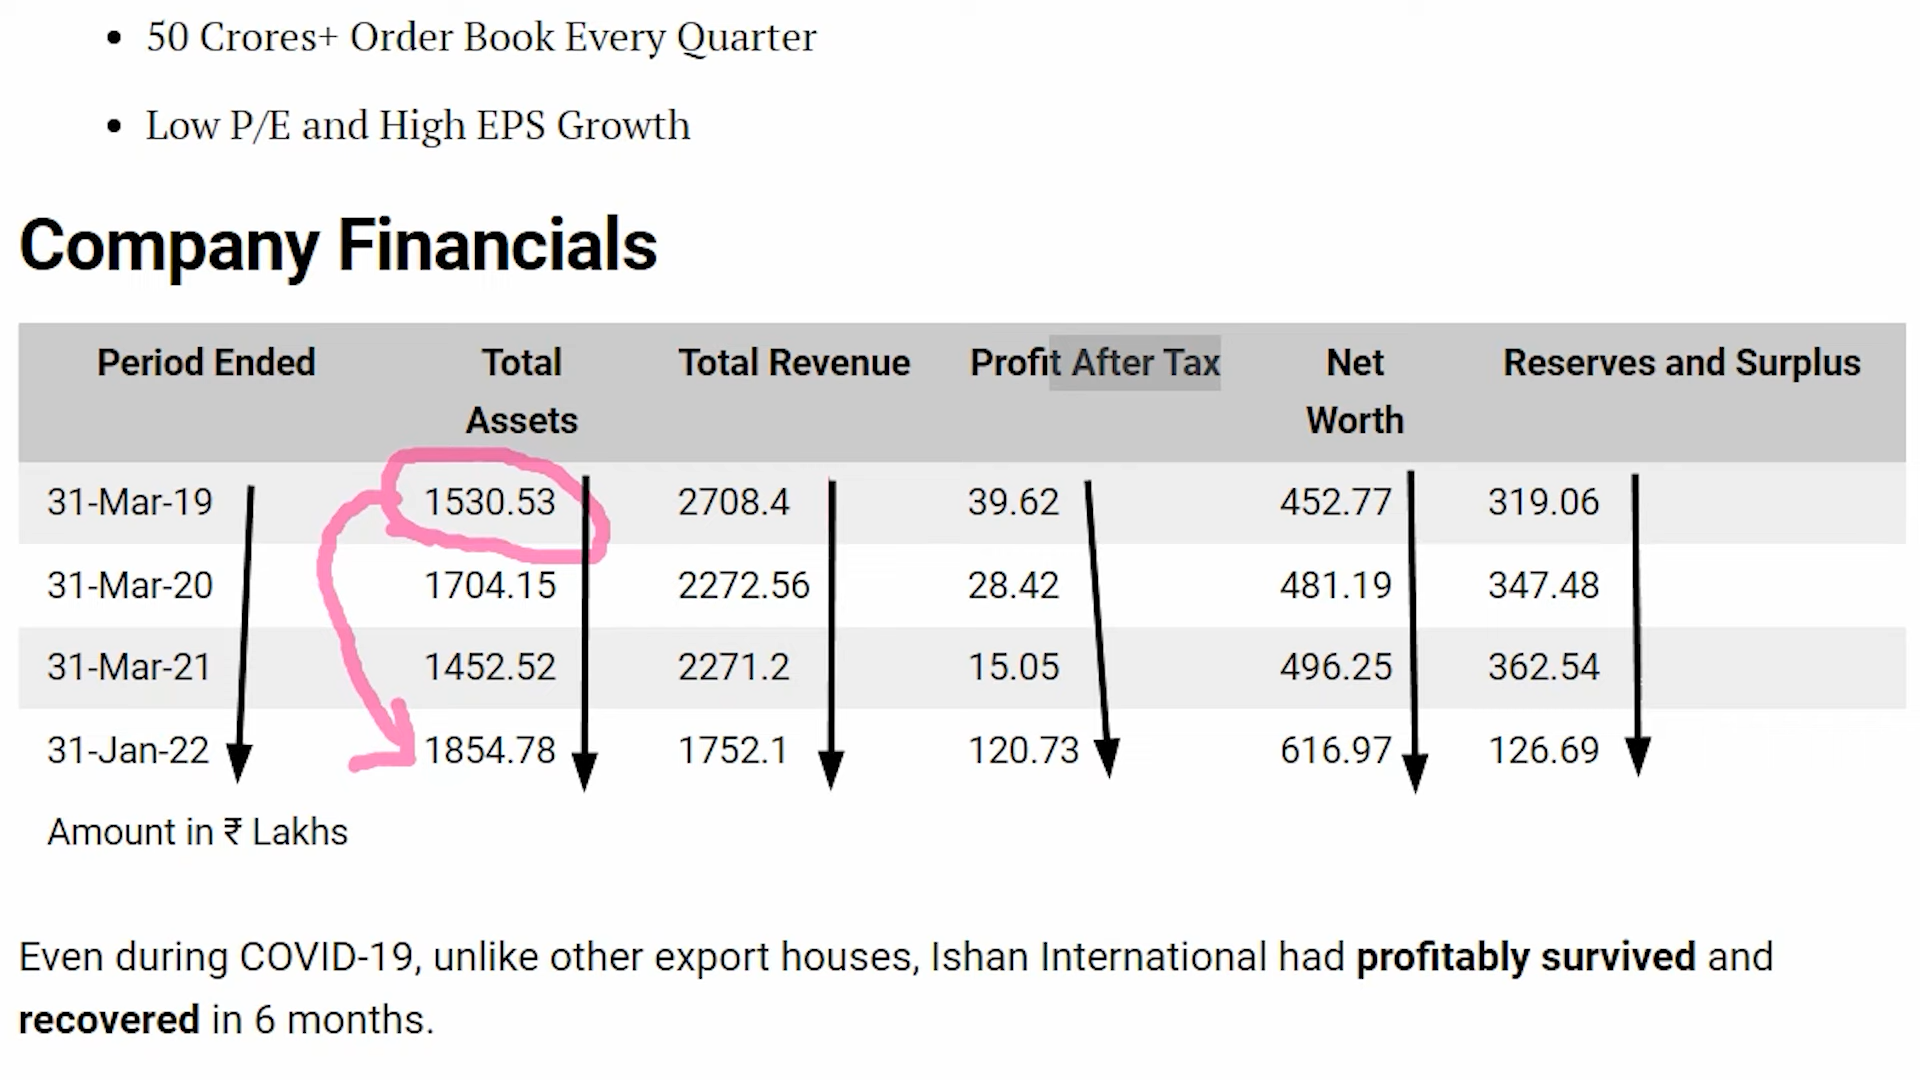 • 50 Crores+ Order Book Every Quarter
• Low P/E and High EPS Growth
Company Financials
Period Ended Total Assets Total Revenue Profit After Tax Net Worth Reserves and Surplus
31-Mar-19 1530.53 2708.4 39.62 452.77 319.06
31-Mar-20 1704.15 2272.56 28.42 481.19 347.48
31-Mar-21 1452.52 2271.2 15.05 496.25 362.54
31-Jan-22 1854.78 1752.1 120.73 616.97 126.69
Amount in ₹ Lakhs
Even during COVID-19, unlike other export houses, Ishan International had profitably survived and
recovered in 6 months.